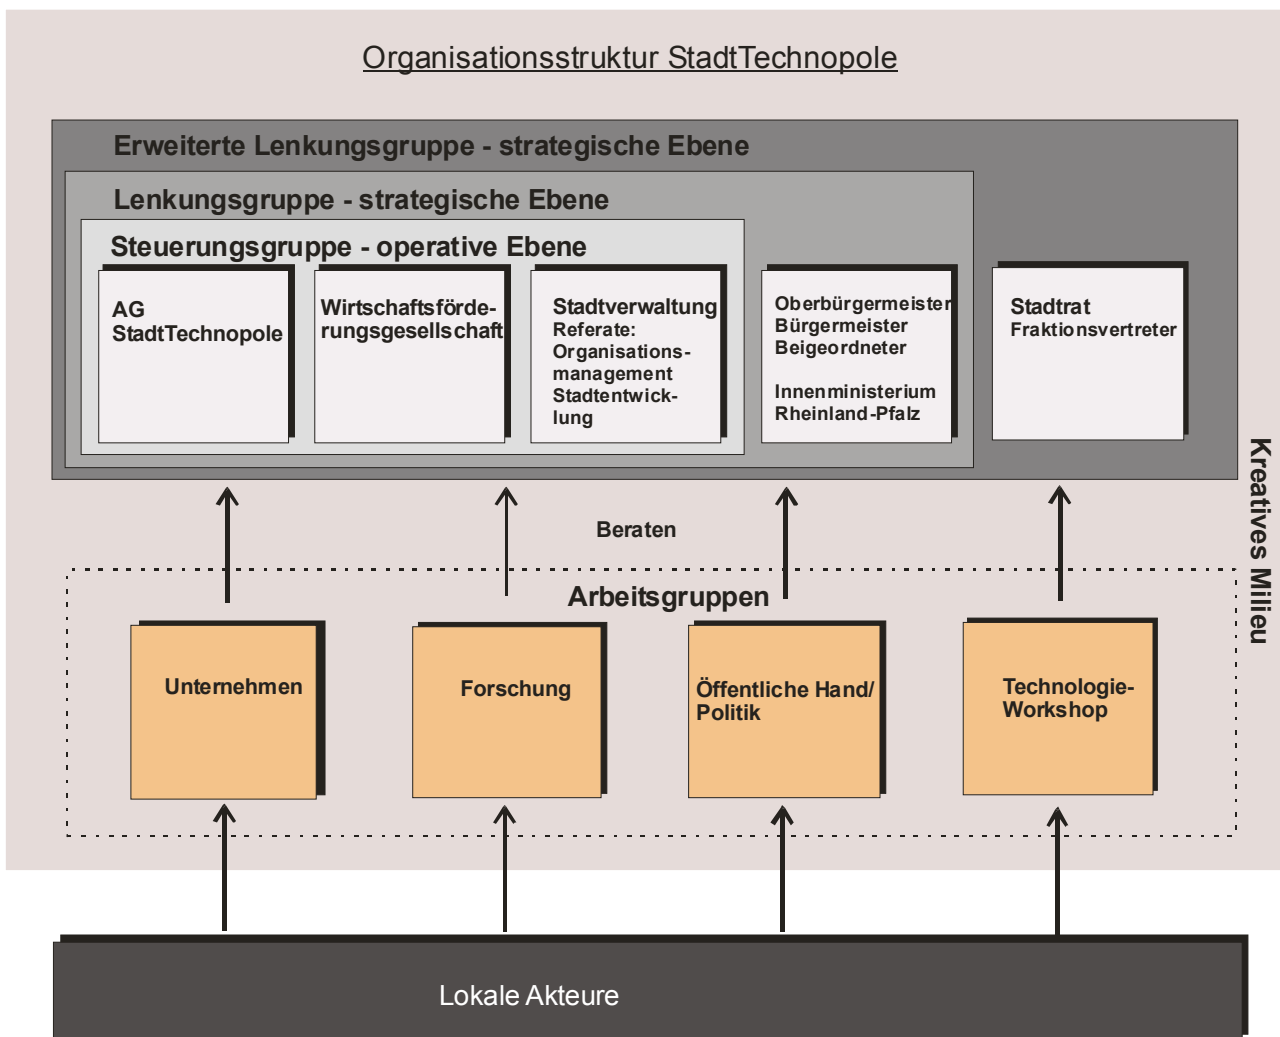 Organisationsstruktur StadtTechnopole
Erweiterte Lenkungsgruppe - strategische Ebene
Lenkungsgruppe - strategische Ebene
Steuerungsgruppe - operative Ebene
AG
StadtTechnopole
Wirtschaftsförde-
rungsgesellschaft
Stadtverwaltung
Referate:
Organisations-
management
Stadtentwick-
lung
Oberbürgermeister
Bürgermeister
Beigeordneter
Innenministerium
Rheinland-Pfalz
Stadtrat
Fraktionsvertreter
Kreatives Milieu
Beraten
Arbeitsgruppen
Unternehmen
Forschung
Öffentliche Hand/
Politik
Technologie-
Workshop
Lokale Akteure